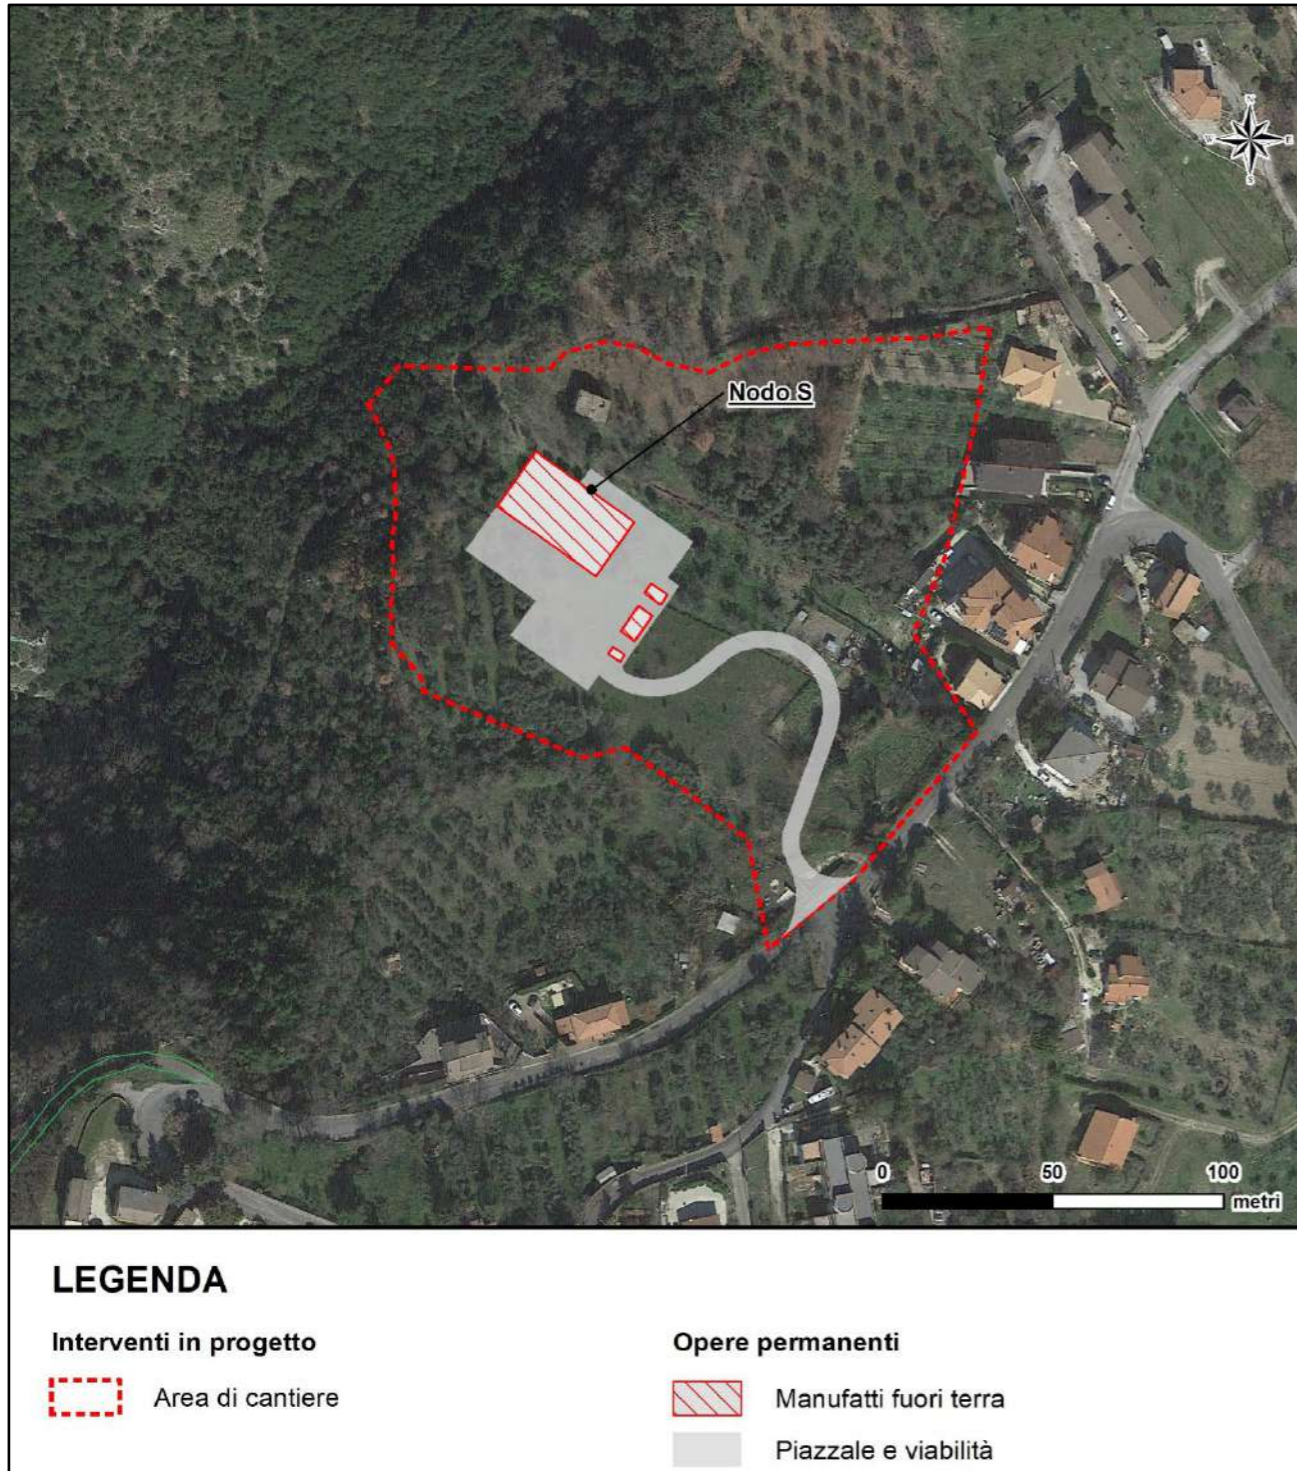 N
W E
S
Nodo S
0 50 100
metri
LEGENDA
Interventi in progetto
Area di cantiere
Opere permanenti
Manufatti fuori terra
Piazzale e viabilità